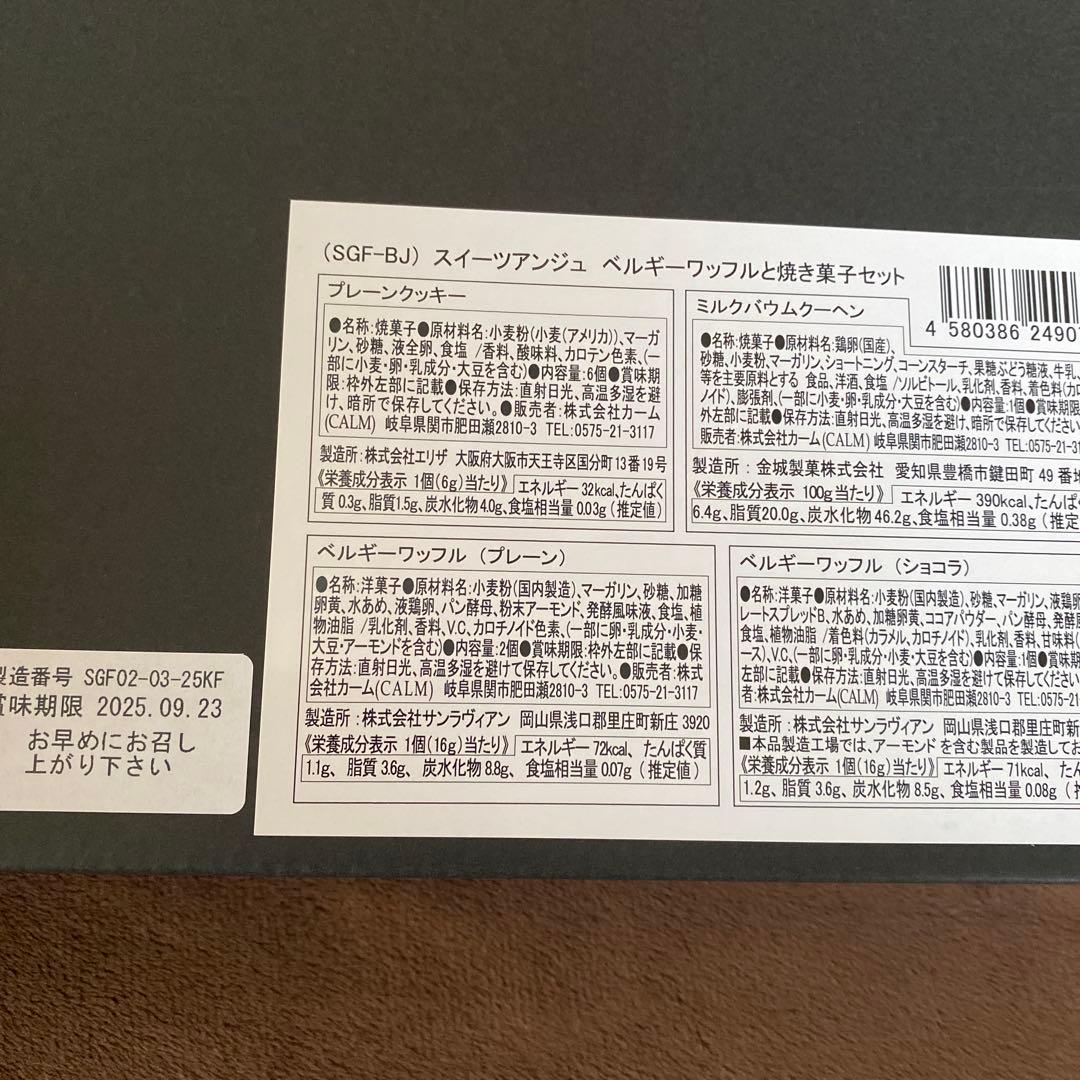 (SGF-BJ) スイーツアンジュ ベルギーワッフルと焼き菓子セット
4 580386 2490
プレーンクッキー
●名称:焼菓子●原材料名:小麦粉(小麦(アメリカ))、マーガ
リン、砂糖、液全卵、食塩 /香料、酸味料、カロテン色素、(一
部に小麦・卵・乳成分・大豆を含む)●内容量:6個●賞味期
限:枠外左部に記載●保存方法:直射日光、高温多湿を避
け、暗所で保存してください。●販売者:株式会社カーム
(CALM) 岐阜県関市肥田瀬2810-3 TEL:0575-21-3117
製造所:株式会社エリザ 大阪府大阪市天王寺区国分町13番19号
《栄養成分表示 1個(6g)当たり》エネルギー 32kcal、たんぱく
質 0.3g、脂質1.5g、炭水化物 4.0g、食塩相当量 0.03g (推定値)
ミルクバウムクーヘン
●名称:焼菓子●原材料名:鶏卵(国産)、
砂糖、小麦粉、マーガリン、ショートニング、コーンスターチ、果糖ぶどう糖液、牛乳、
等を主要原料とする 食品、洋酒、食塩 /ソルビトール、乳化剤、香料、着色料(カロ
ノイド)、膨張剤、(一部に小麦・卵・乳成分・大豆を含む)●内容量:1個●賞味期限
外左部に記載●保存方法:直射日光、高温多湿を避け、暗所で保存してください
販売者:株式会社カーム(CALM) 岐阜県関市肥田瀬2810-3 TEL:0575-21-31
製造所 : 金城製菓株式会社 愛知県豊橋市鍵田町 49 番地
《栄養成分表示 100g当たり》エネルギー 390kcal、たんぱ
6.4g、脂質20.0g、炭水化物 46.2g、食塩相当量 0.38g (推定
ベルギーワッフル (プレーン)
●名称:洋菓子●原材料名:小麦粉(国内製造)、マーガリン、砂糖、加糖
卵黄、水あめ、液鶏卵、パン酵母、粉末アーモンド、発酵風味液、食塩、植
物油脂 /乳化剤、香料、V.C、カロチノイド色素、(一部に卵・乳成分・小麦・
大豆・アーモンドを含む)●内容量:2個●賞味期限:枠外左部に記載●保
存方法:直射日光、高温多湿を避けて保存してください。●販売者:株式
会社カーム(CALM) 岐阜県関市肥田瀬2810-3 TEL:0575-21-3117
製造所 : 株式会社サンラヴィアン 岡山県浅口郡里庄町新庄 3920
《栄養成分表示 1個(16g)当たり》エネルギー 72kcal、たんぱく質
1.1g、脂質 3.6g、炭水化物 8.8g、食塩相当量 0.07g (推定値)
ベルギーワッフル (ショコラ)
●名称:洋菓子●原材料名:小麦粉(国内製造)、砂糖、マーガリン、液鶏卵
レートスプレッドB、水あめ、加糖卵黄、ココアパウダー、パン酵母、発酵風
食塩、植物油脂 /着色料(カラメル、カロチノイド)、乳化剤、香料、甘味料(
ース)、V.C、(一部に卵・乳成分・小麦・大豆を含む)●内容量:1個●賞味期
左部に記載●保存方法:直射日光、高温多湿を避けて保存してください。
者:株式会社カーム(CALM) 岐阜県関市肥田瀬2810-3 TEL:0575-21
製造所 : 株式会社サンラヴィアン 岡山県浅口郡里庄町新
■本品製造工場では、アーモンドを含む製品を製造してお
《栄養成分表示 1個(16g)当たり》エネルギー 71kcal、たん
1.2g、脂質 3.6g、炭水化物 8.5g、食塩相当量 0.08g (推
製造番号 SGF02-03-25KF
賞味期限 2025.09.23
お早めにお召し
上がり下さい